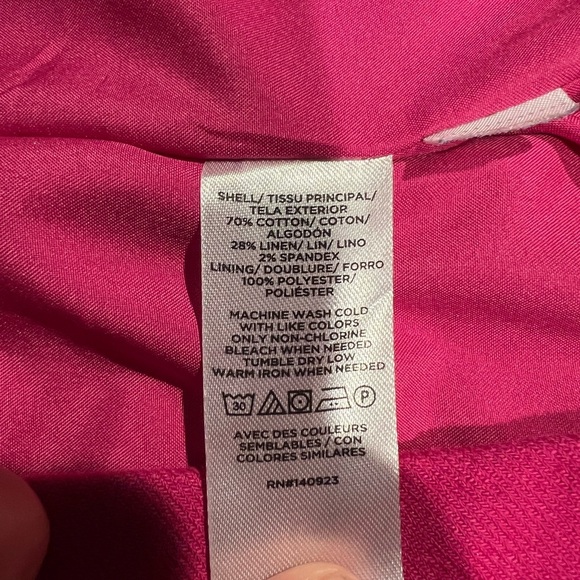 SHELL/ TISSU PRINCIPAL/
TELA EXTERIOR
70% COTTON/ COTON/
ALGODÓN
28% LINEN/ LIN/ LINO
2% SPANDEX
LINING/ DOUBLURE/ FORRO
100% POLYESTER/
POLIÉSTER
MACHINE WASH COLD
WITH LIKE COLORS
ONLY NON-CHLORINE
BLEACH WHEN NEEDED
TUMBLE DRY LOW
WARM IRON WHEN NEEDED
30 P
AVEC DES COULEURS
SEMBLABLES / CON
COLORES SIMILARES
RN#140923